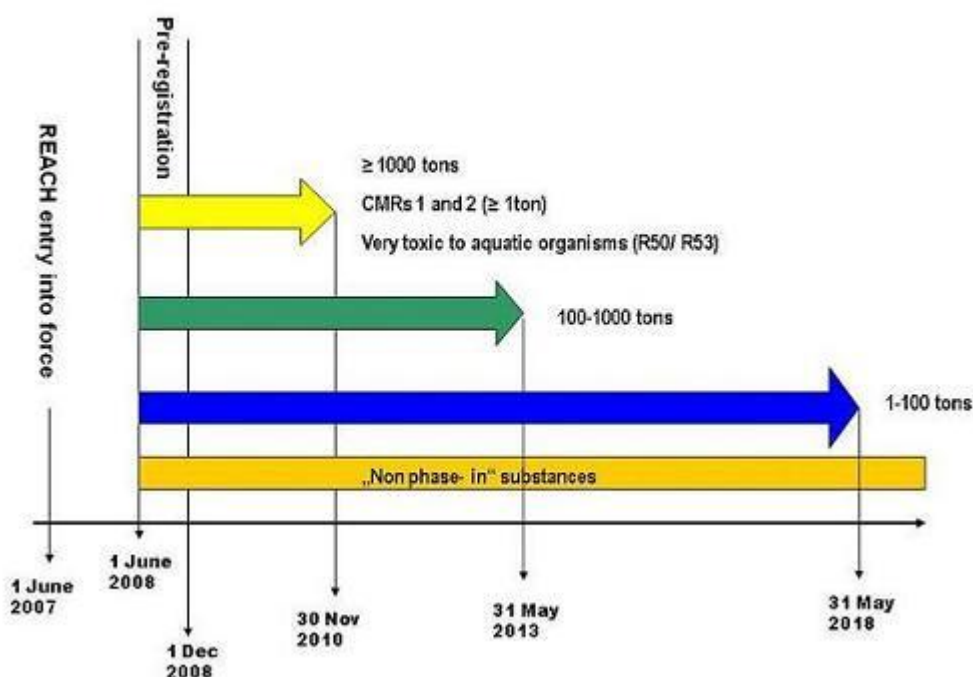 REACH entry into force
Pre-registration
≥ 1000 tons
CMRs 1 and 2 (≥ 1ton)
Very toxic to aquatic organisms (R50/ R53)
100-1000 tons
1-100 tons
„Non phase- in“ substances
1 June
2007
1 June
2008
1 Dec
2008
30 Nov
2010
31 May
2013
31 May
2018